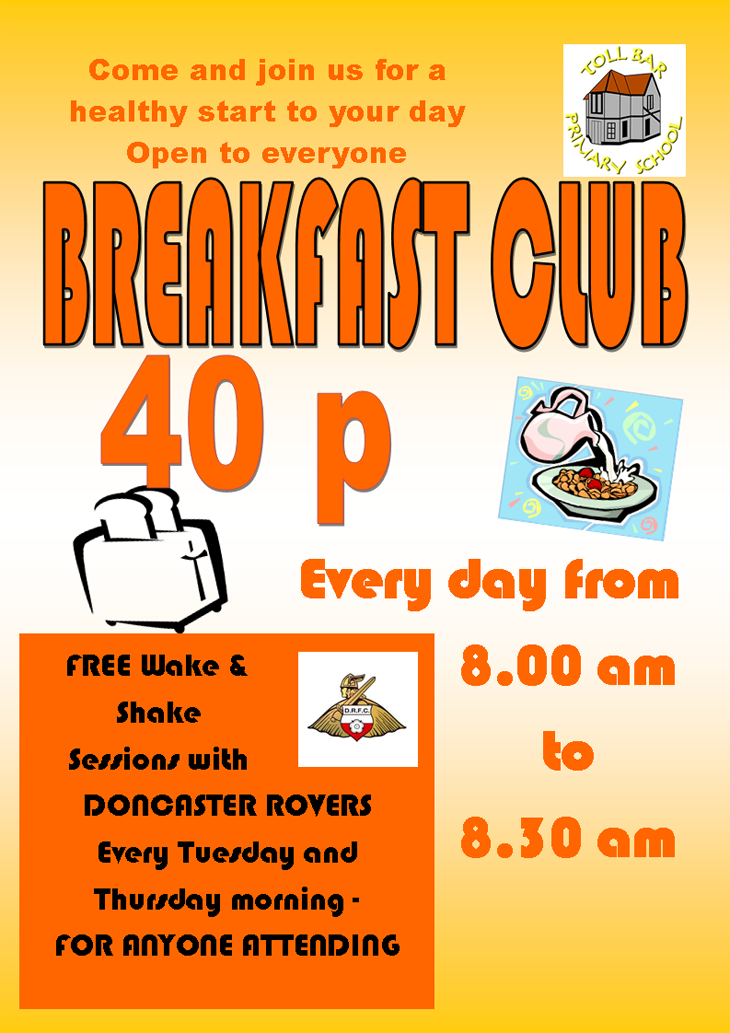 Come and join us for a
healthy start to your day
Open to everyone
TOLL BAR
PRIMARY SCHOOL
BREAKFAST CLUB
40 p
Every day from
8.00 am
to
8.30 am
FREE Wake &
Shake
Sessions with
D.R.F.C.
DONCASTER ROVERS
Every Tuesday and
Thursday morning -
FOR ANYONE ATTENDING